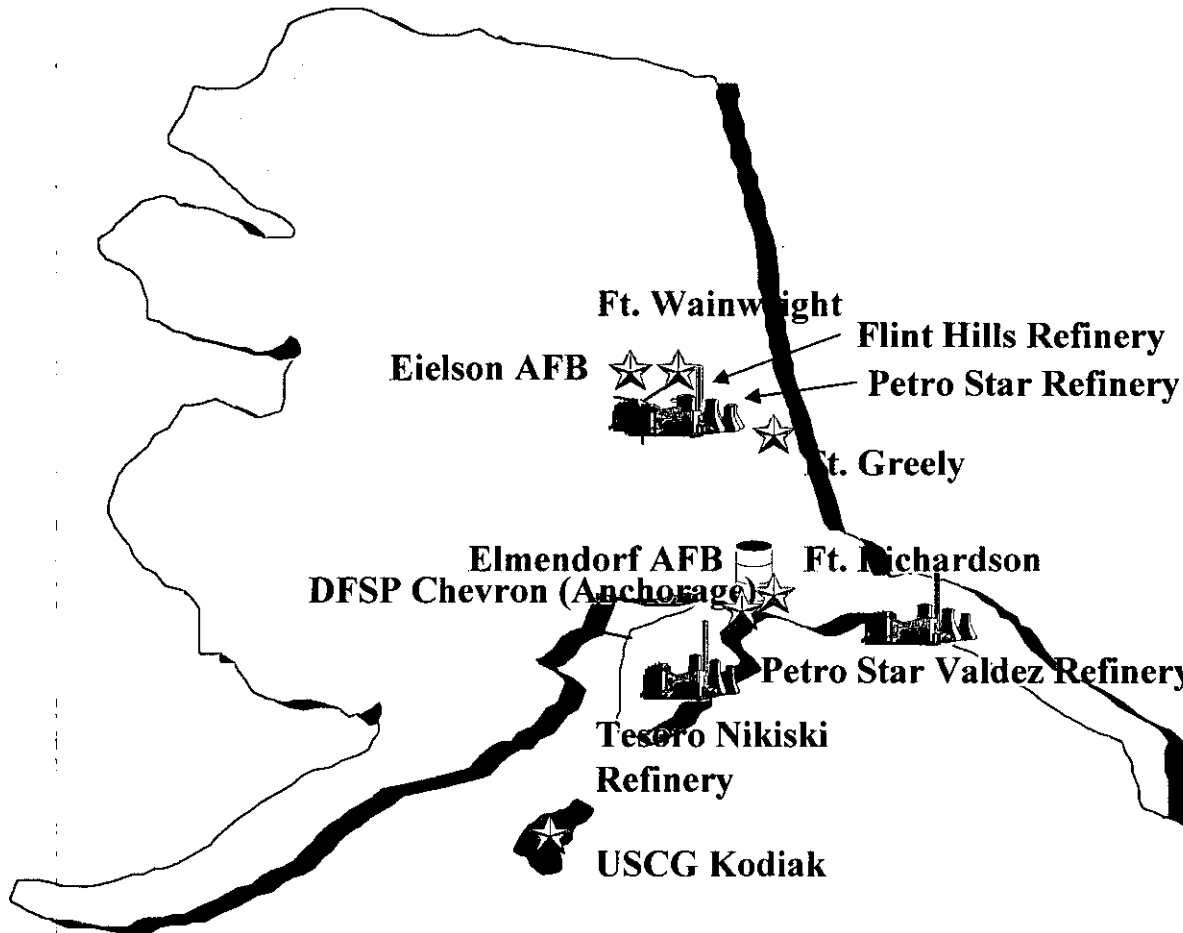 Ft. Wainwright
Flint Hills Refinery
Eielson AFB
Petro Star Refinery
Ft. Greely
Elmendorf AFB
Ft. Richardson
DFSP Chevron (Anchorage)
Petro Star Valdez Refinery
Tesoro Nikiski
Refinery
USCG Kodiak